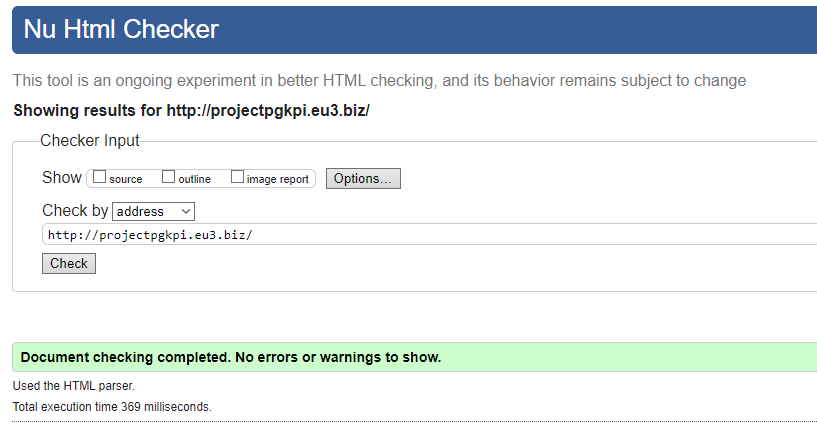 Nu Html Checker
This tool is an ongoing experiment in better HTML checking, and its behavior remains subject to change
Showing results for http://projectpgkpi.eu3.biz/
Checker Input
Show source outline image report Options...
Check by address
http://projectpgkpi.eu3.biz/
Check
Document checking completed. No errors or warnings to show.
Used the HTML parser.
Total execution time 369 milliseconds.